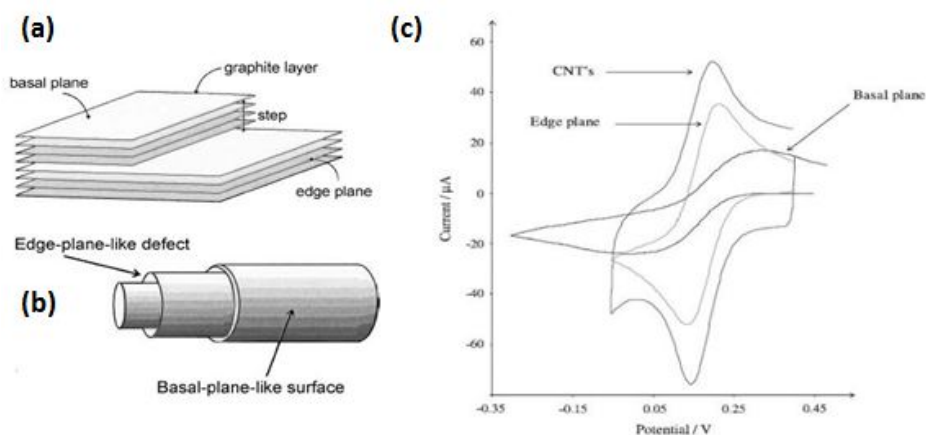 (a)
basal plane
graphite layer
step
edge plane
Edge-plane-like defect
(b)
Basal-plane-like surface
(c)
60
40
20
0
-20
-40
-60
Current / µA
CNT's
Edge plane
Basal plane
-0.35
-0.15
0.05
0.25
0.45
Potential / V